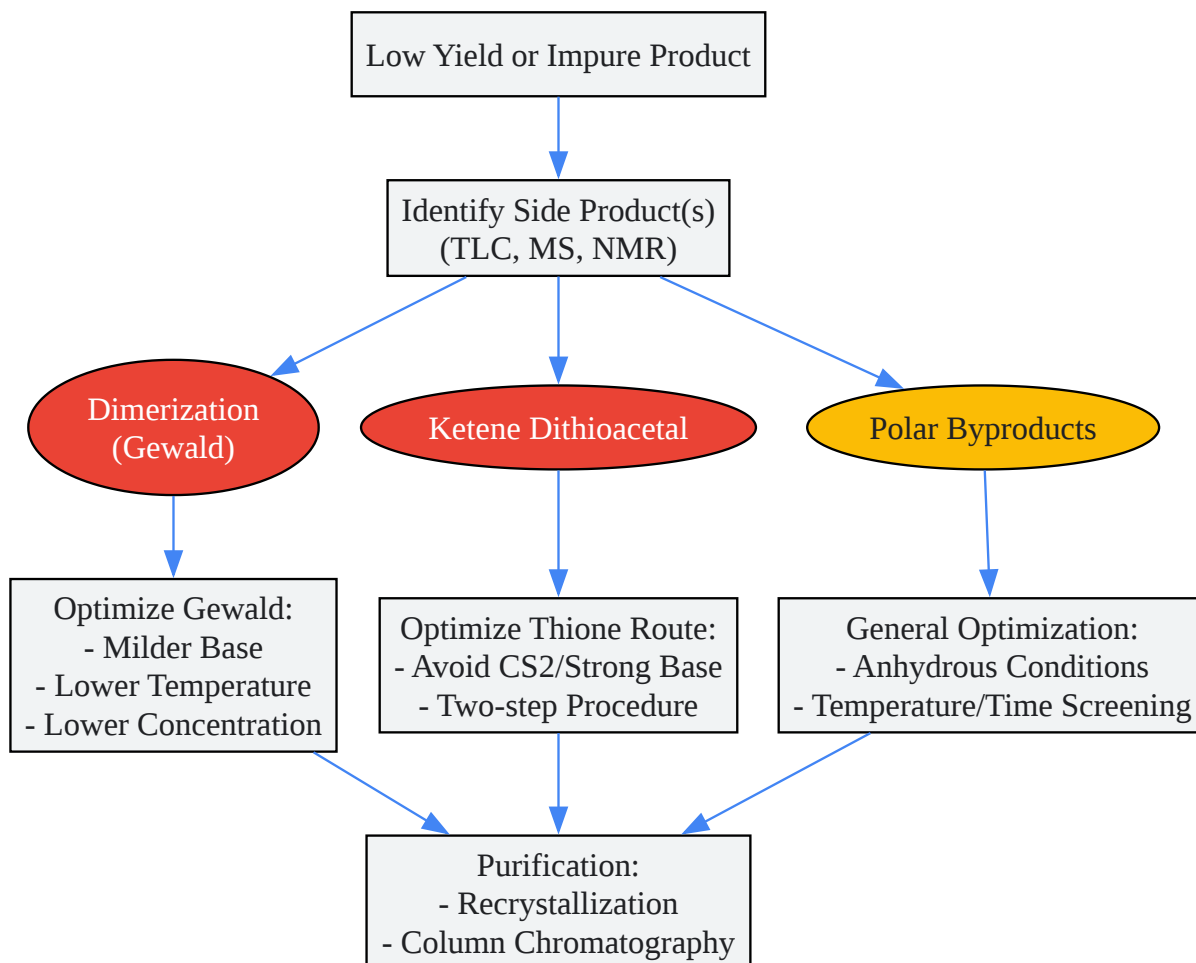 Low Yield or Impure Product
Identify Side Product(s)
(TLC, MS, NMR)
Dimerization
(Gewald)
Ketene Dithioacetal
Polar Byproducts
Optimize Gewald:
- Milder Base
- Lower Temperature
- Lower Concentration
Optimize Thione Route:
- Avoid CS2/Strong Base
- Two-step Procedure
General Optimization:
- Anhydrous Conditions
- Temperature/Time Screening
Purification:
- Recrystallization
- Column Chromatography